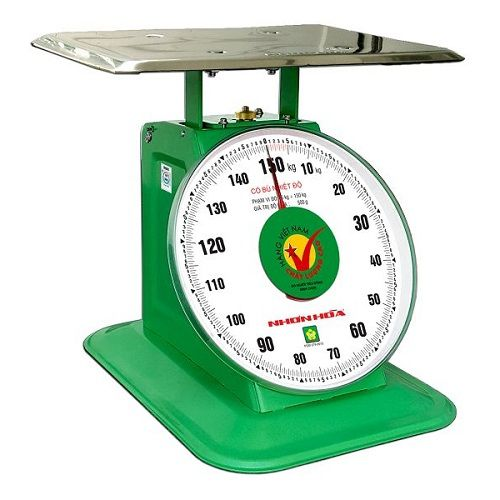 150 kg
10 kg
20
30
40
50
60
70
80
90
100
110
120
130
140
CÓ BÙ NHIỆT ĐỘ
HÀNG VIỆT NAM
CHẤT LƯỢNG CAO
NHƠN HÒA